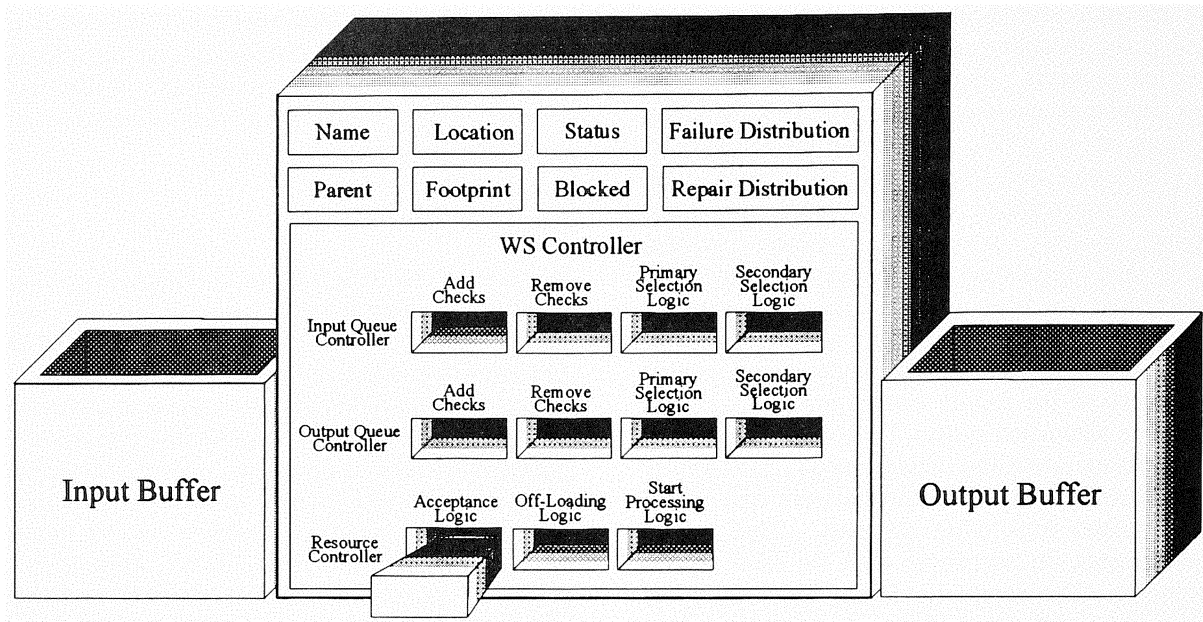 Name Location Status Failure Distribution
Parent Footprint Blocked Repair Distribution
WS Controller
Add
Checks
Remove
Checks
Primary
Selection
Logic
Secondary
Selection
Logic
Input Queue
Controller
Add
Checks
Remove
Checks
Primary
Selection
Logic
Secondary
Selection
Logic
Output Queue
Controller
Input Buffer
Output Buffer
Acceptance
Logic
Off-Loading
Logic
Start
Processing
Logic
Resource
Controller